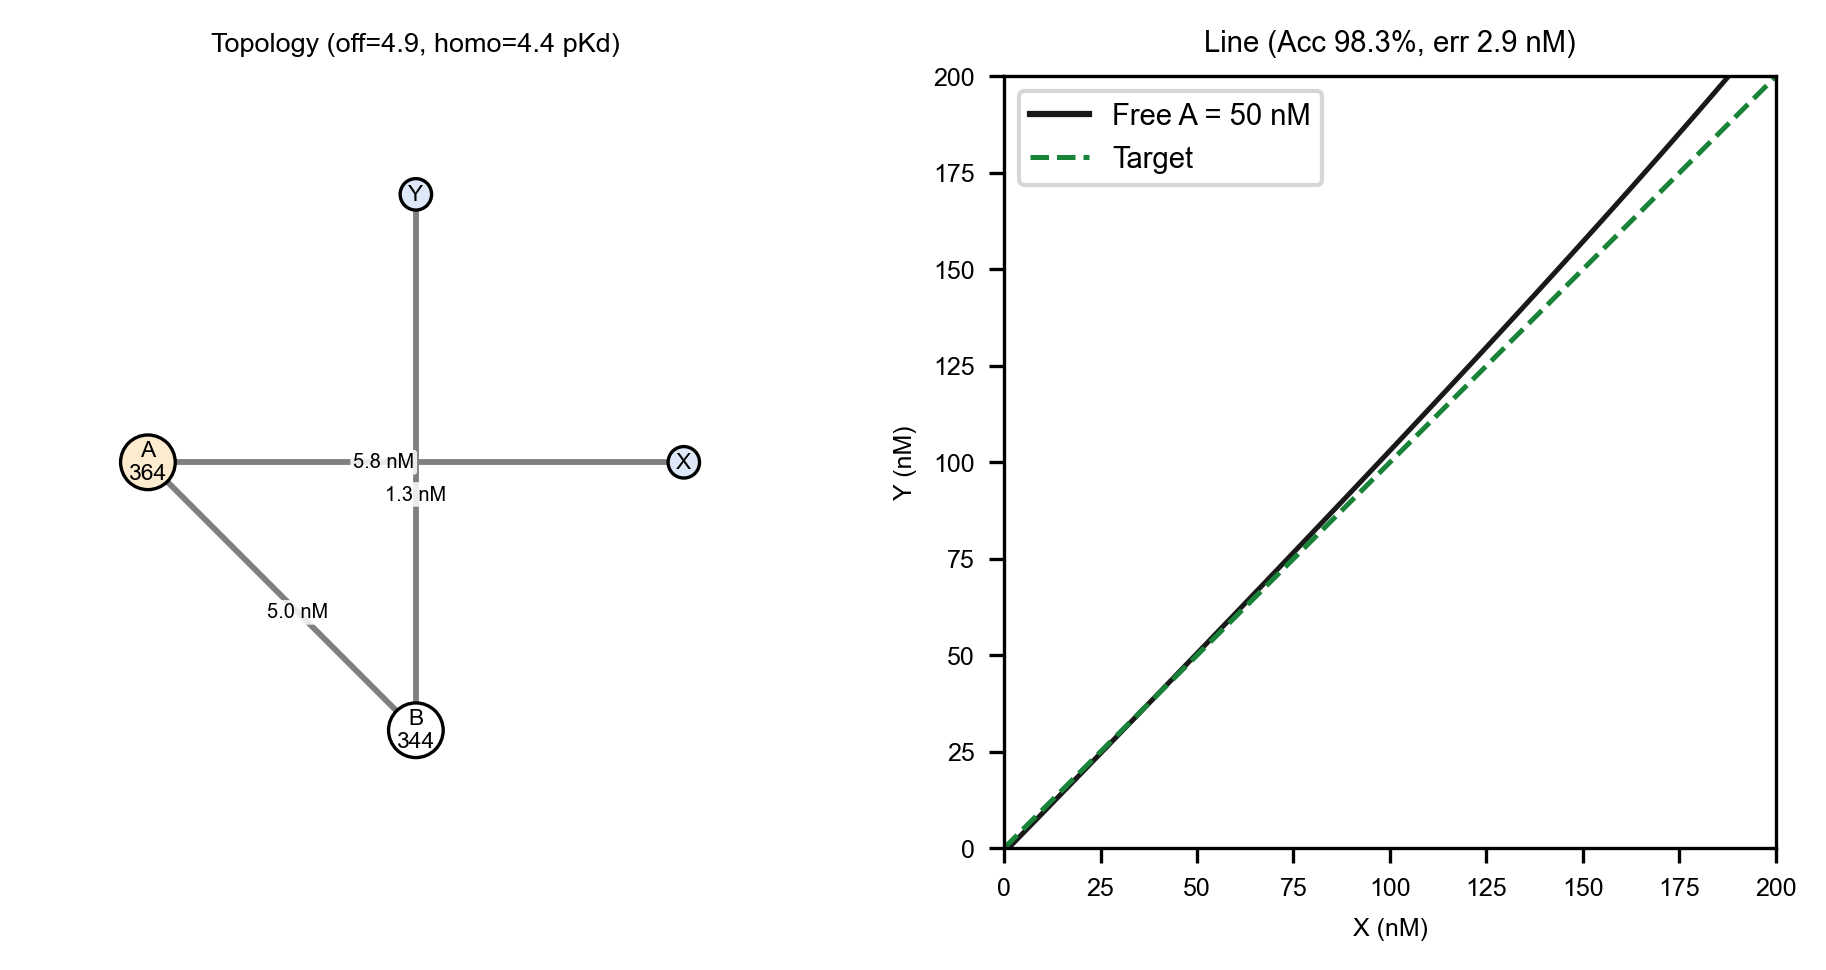 Topology (off=4.9, homo=4.4 pKd)
Y
A
364
5.8 nM
X
1.3 nM
5.0 nM
B
344
Line (Acc 98.3%, err 2.9 nM)
Free A = 50 nM
Target
200
175
150
125
100
75
50
25
0
Y (nM)
0 25 50 75 100 125 150 175 200
X (nM)